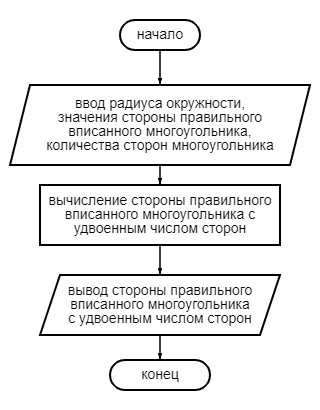 начало
ввод радиуса окружности,
значения стороны правильного
вписанного многоугольника,
количества сторон многоугольника
вычисление стороны правильного
вписанного многоугольника с
удвоенным числом сторон
вывод стороны правильного
вписанного многоугольника
с удвоенным числом сторон
конец